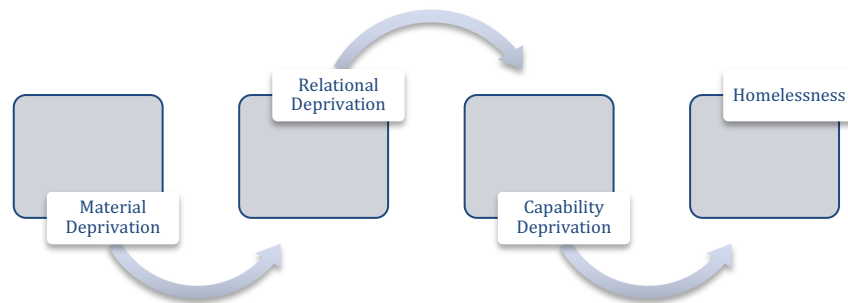 Material
Deprivation
Relational
Deprivation
Capability
Deprivation
Homelessness